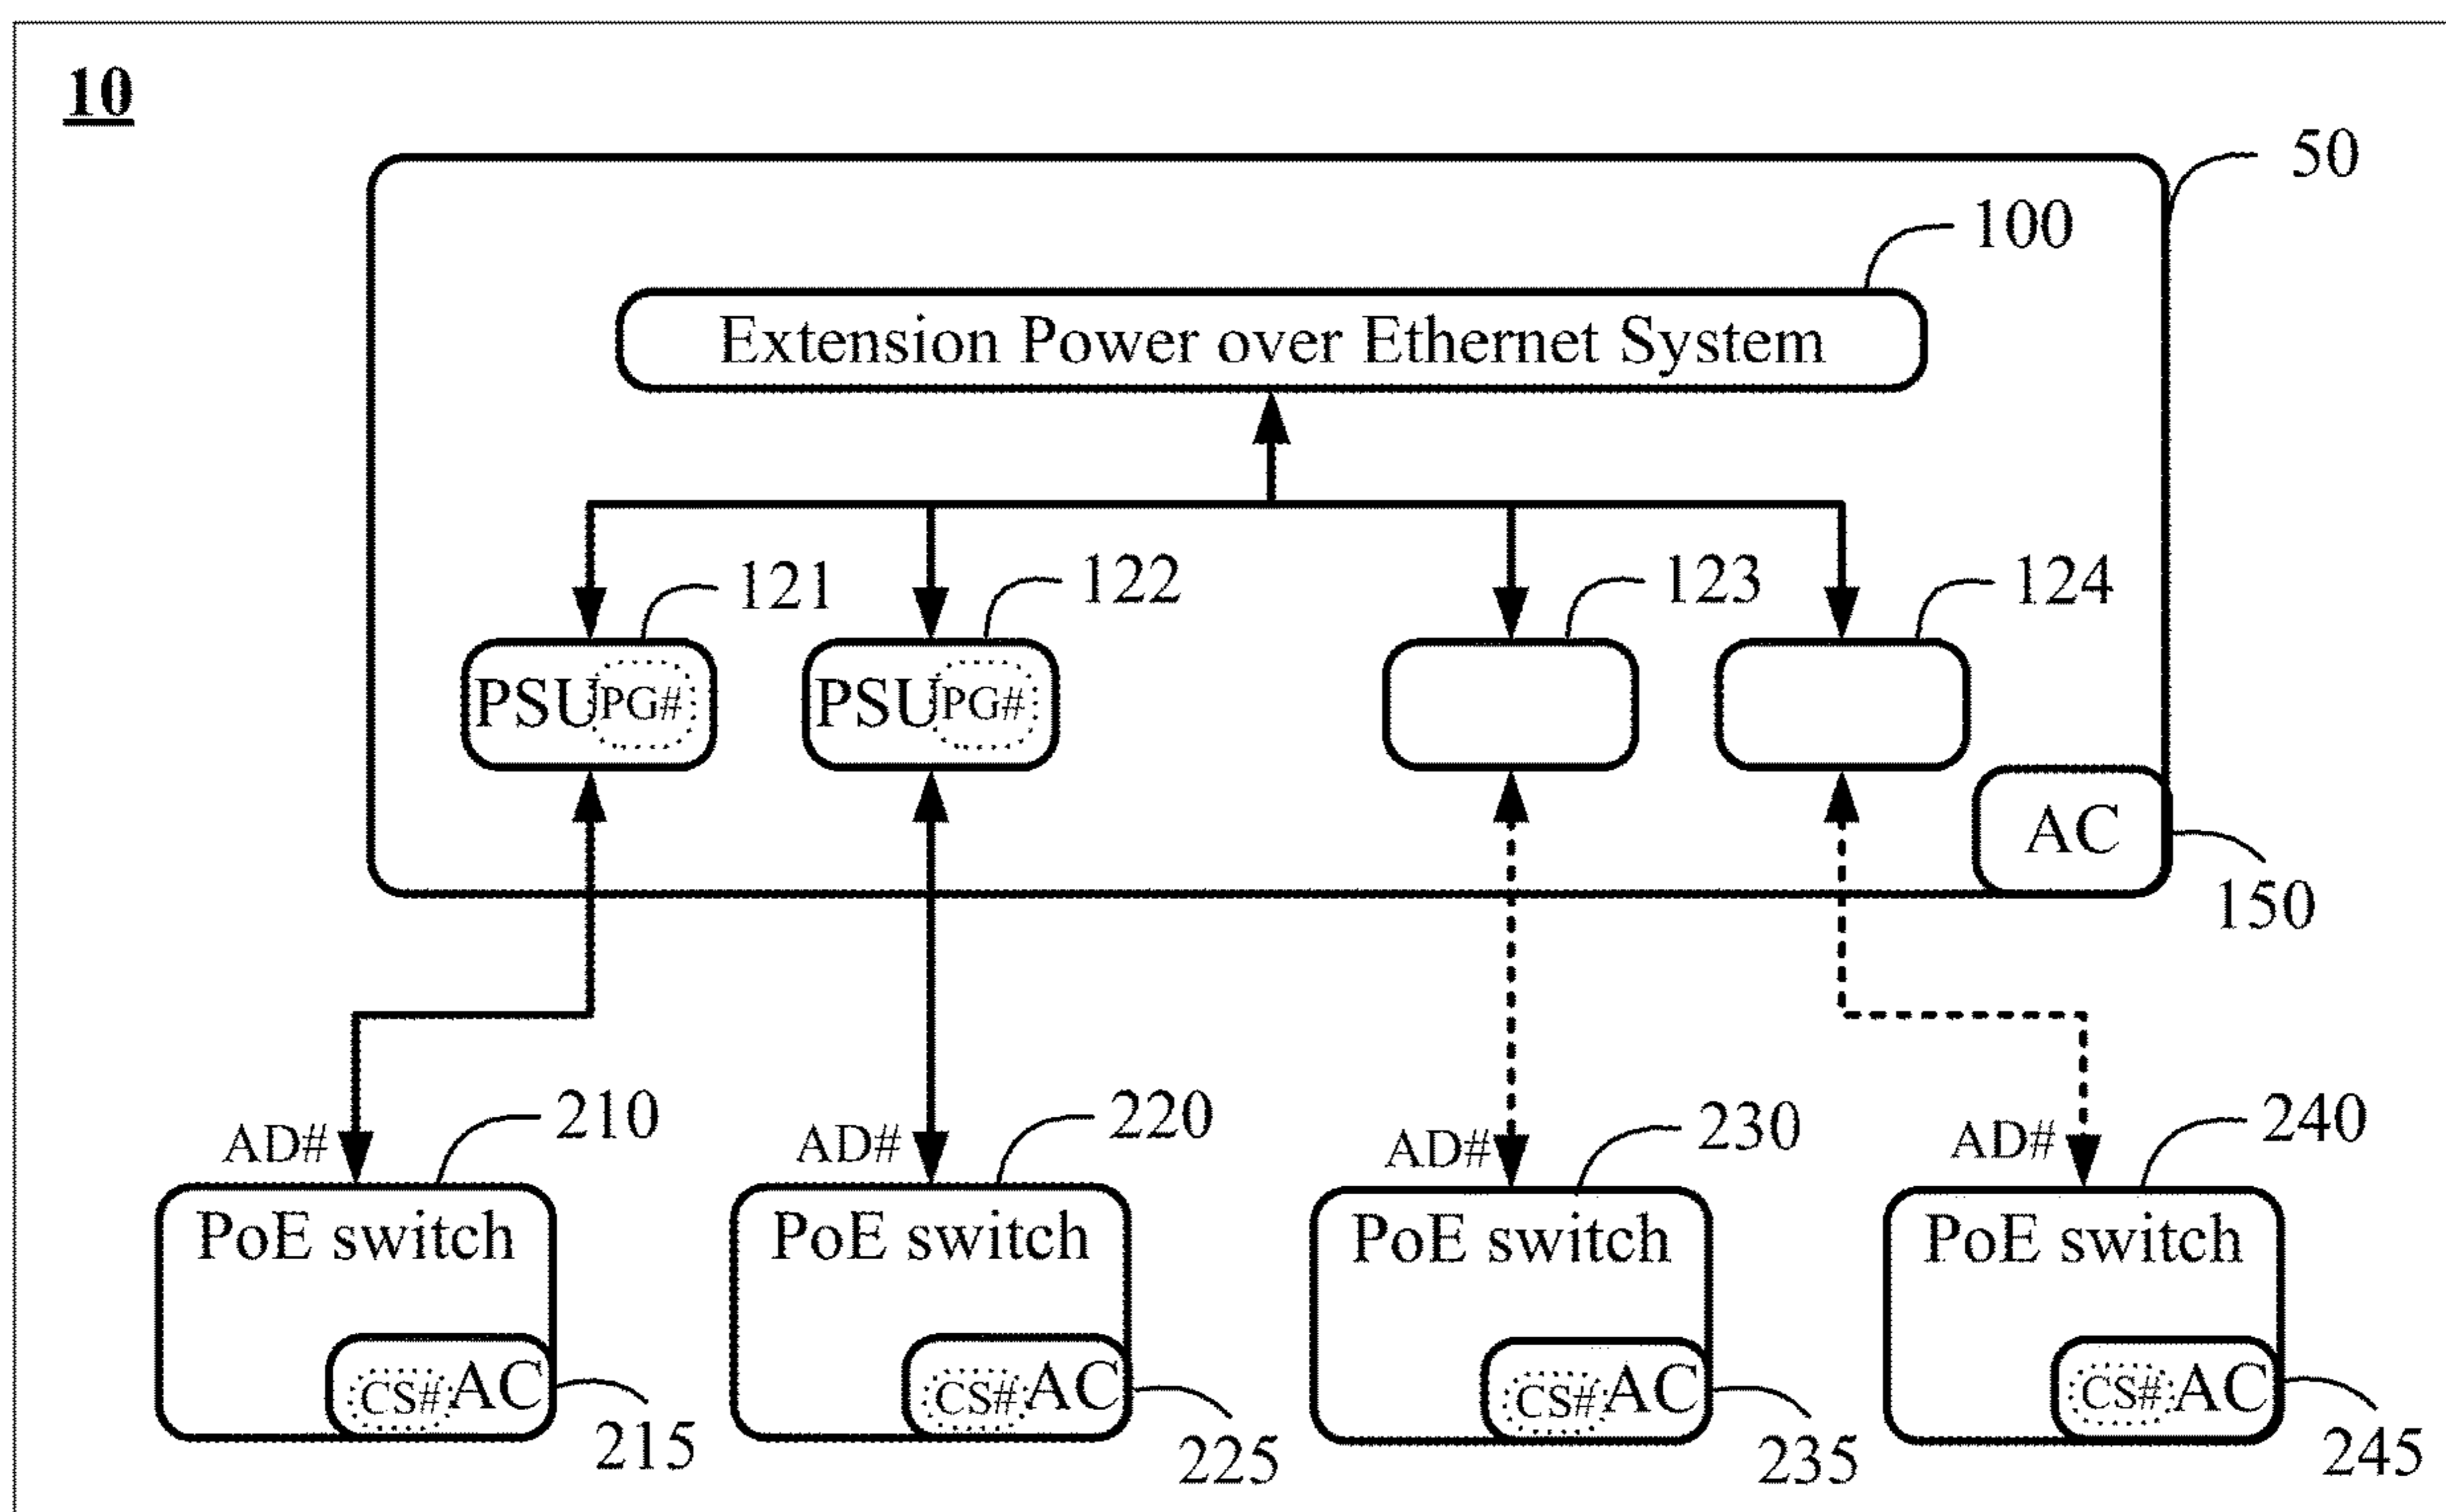 10
50
100
Extension Power over Ethernet System
121
122
123
124
PSU PG#
PSU PG#
AC
150
AD#
210
AD#
220
AD#
230
AD#
240
PoE switch
PoE switch
PoE switch
PoE switch
CS# AC
CS# AC
CS# AC
CS# AC
215
225
235
245